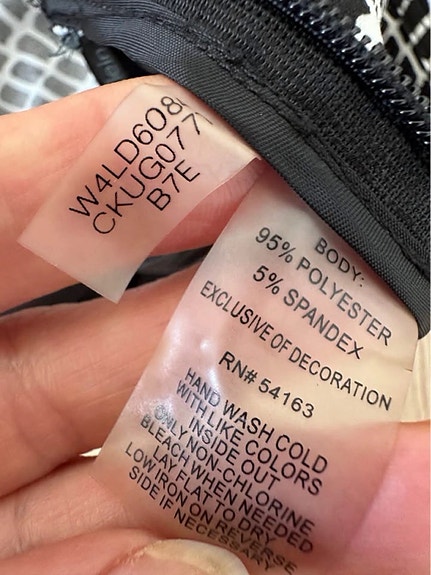 CKUG077
B7E
BODY:
95% POLYESTER
5% SPANDEX
EXCLUSIVE OF DECORATION
RN# 54163
HAND WASH COLD
WITH LIKE COLORS
INSIDE OUT
ONLY NON-CHLORINE
BLEACH WHEN NEEDED
LAY FLAT TO DRY
LOW IRON ON REVERSE
SIDE IF NECESSARY